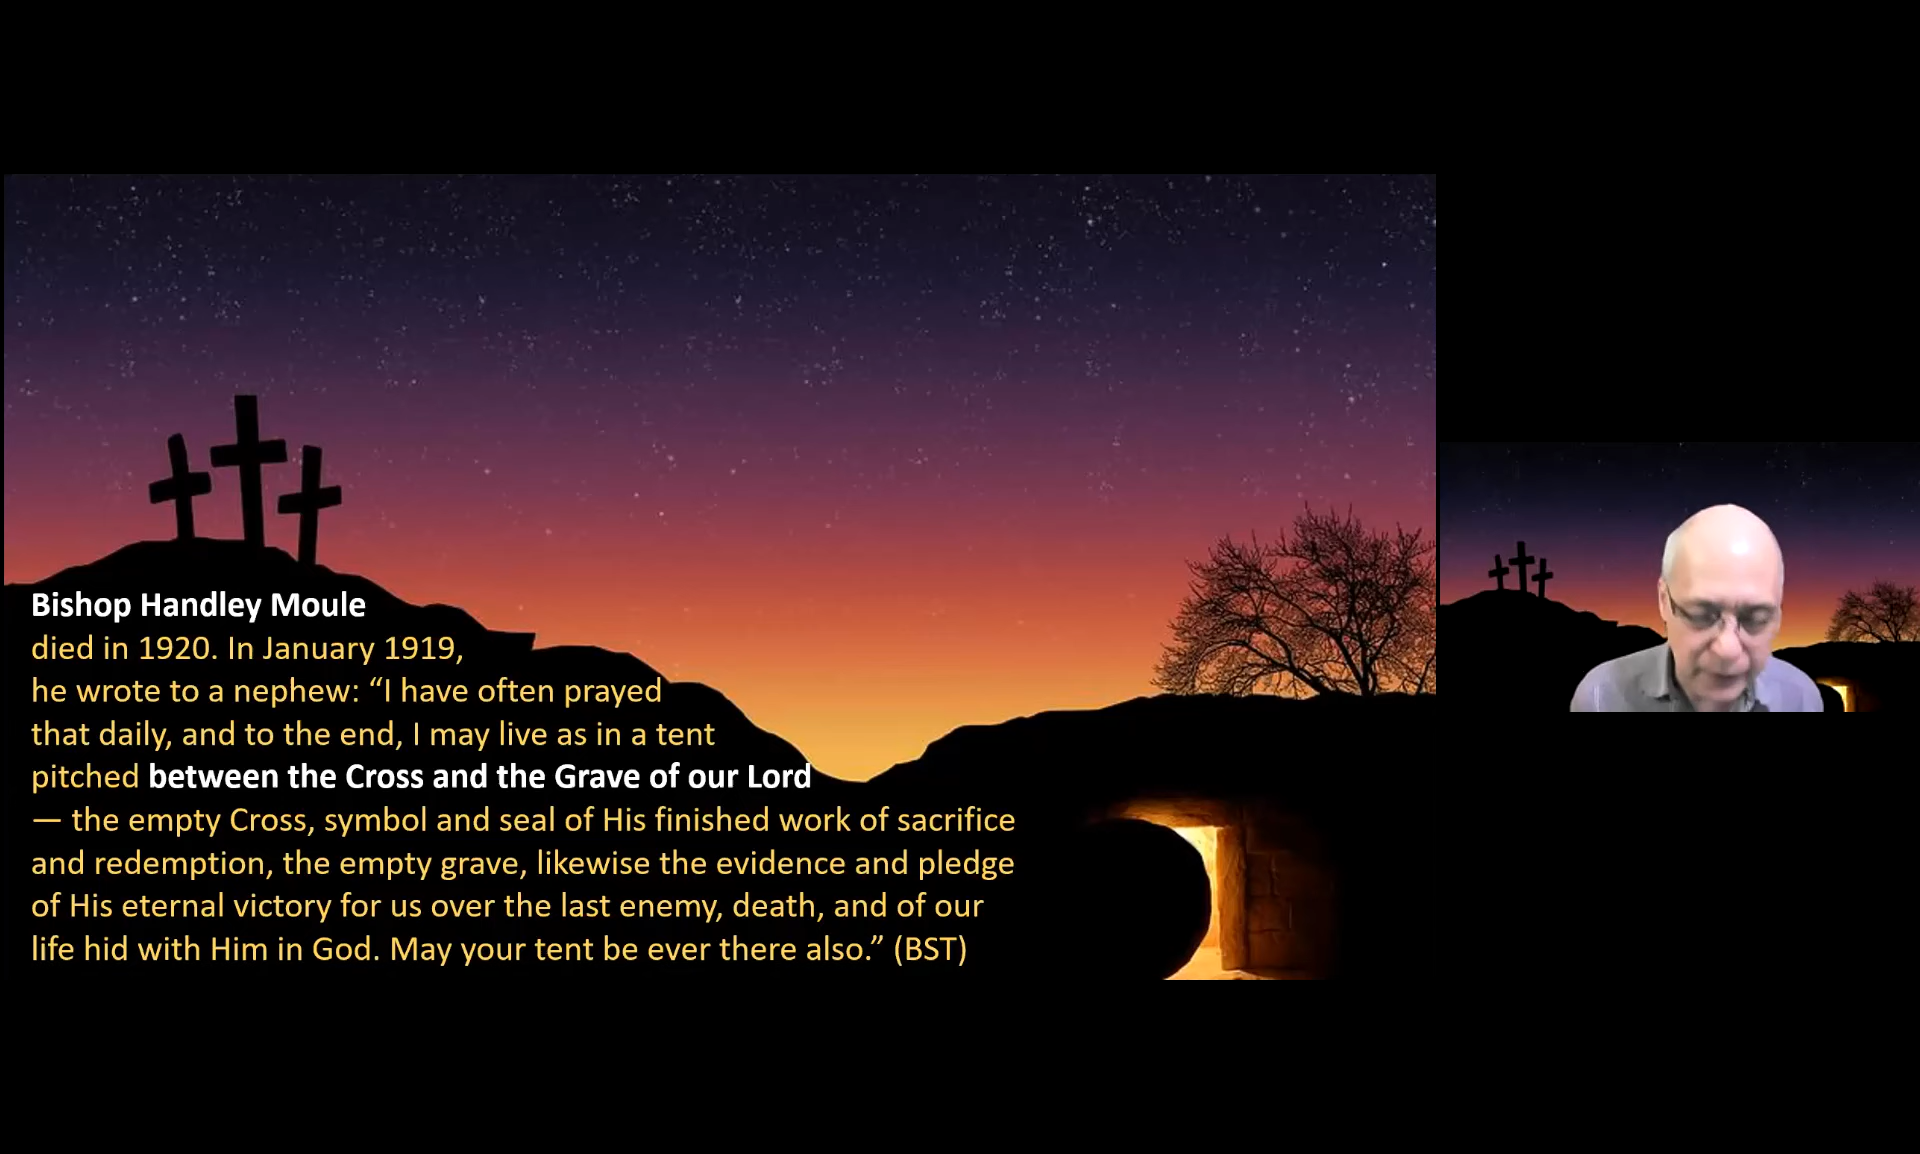 Bishop Handley Moule
died in 1920. In January 1919,
he wrote to a nephew: “I have often prayed
that daily, and to the end, I may live as in a tent
pitched between the Cross and the Grave of our Lord
— the empty Cross, symbol and seal of His finished work of sacrifice
and redemption, the empty grave, likewise the evidence and pledge
of His eternal victory for us over the last enemy, death, and of our
life hid with Him in God. May your tent be ever there also.” (BST)